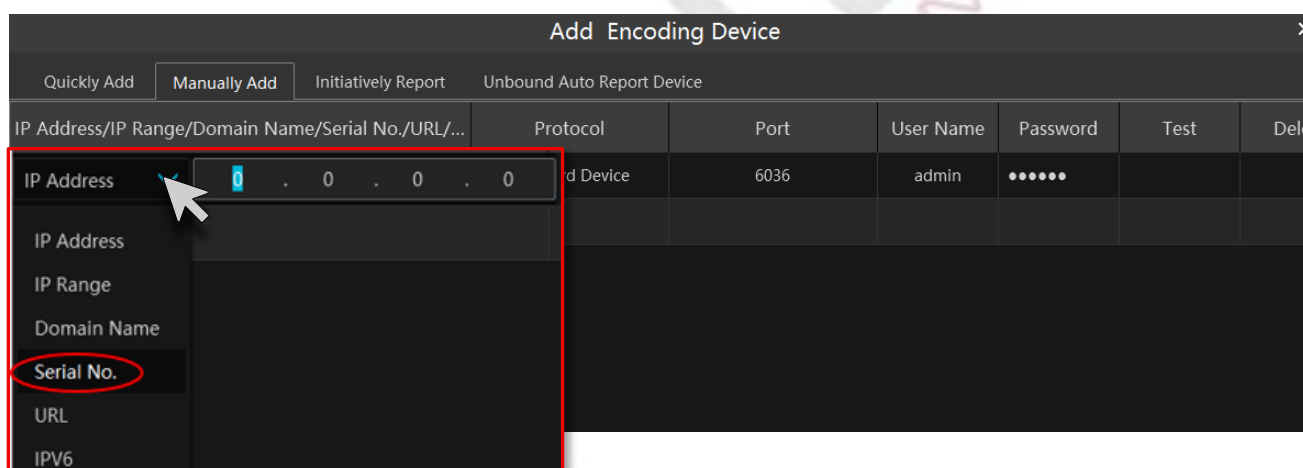 Add Encoding Device
Quickly Add Manually Add Initiatively Report Unbound Auto Report Device
IP Address/IP Range/Domain Name/Serial No./URL/... Protocol Port User Name Password Test
IP Address 0 . 0 . 0 . 0 Device 6036 admin ●●●●●●
IP Address
IP Range
Domain Name
Serial No.
URL
IPV6